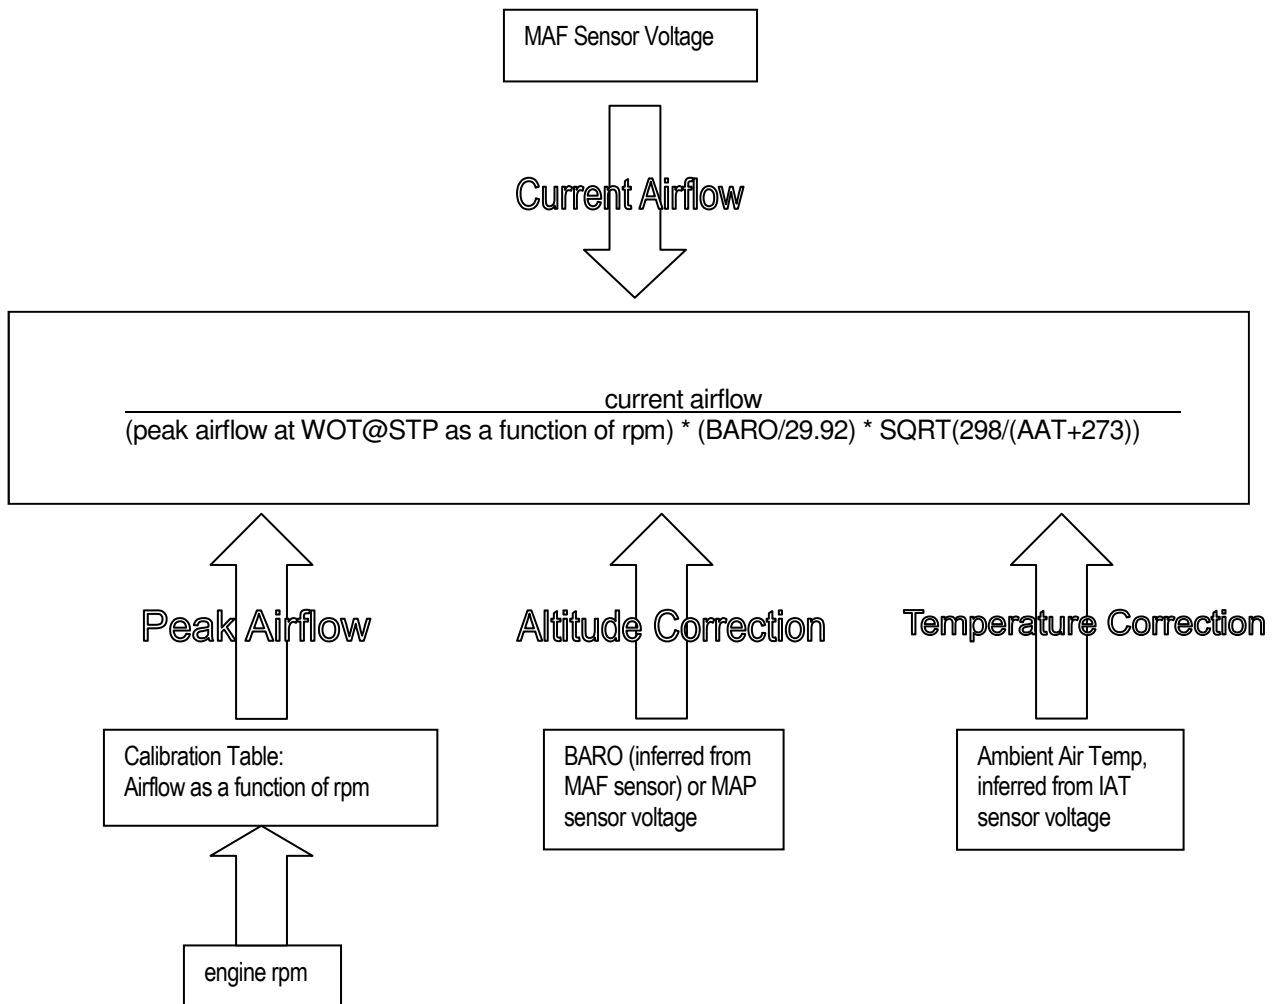 MAF Sensor Voltage
Current Airflow
current airflow
(peak airflow at WOT@STP as a function of rpm) * (BARO/29.92) * SQRT(298/(AAT+273))
Peak Airflow
Altitude Correction
Temperature Correction
Calibration Table:
Airflow as a function of rpm
BARO (inferred from
MAF sensor) or MAP
sensor voltage
Ambient Air Temp,
inferred from IAT
sensor voltage
engine rpm